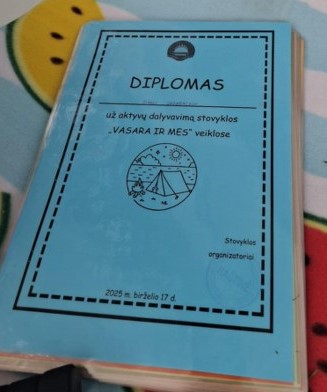 DIPLOMAS
už aktyvų dalyvavimą stovyklos
„VASARA IR MES" veiklose
Stovyklos
organizatoriai
2025 m. birželio 17 d.